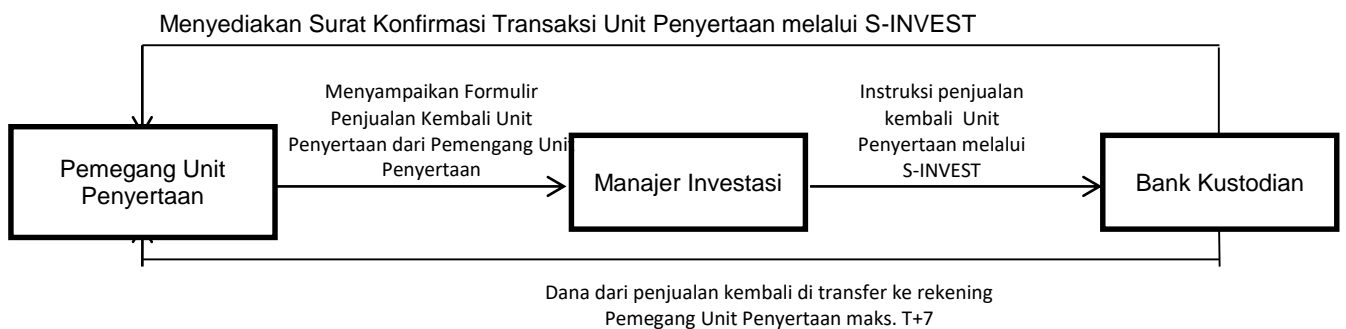 Menyediakan Surat Konfirmasi Transaksi Unit Penyertaan melalui S-INVEST
Menyampaikan Formulir
Penjualan Kembali Unit
Penyertaan dari Pemengang Unit
Penyertaan
Instruksi penjualan
kembali Unit
Penyertaan melalui
S-INVEST
Pemegang Unit
Penyertaan
Manajer Investasi
Bank Kustodian
Dana dari penjualan kembali di transfer ke rekening
Pemegang Unit Penyertaan maks. T+7